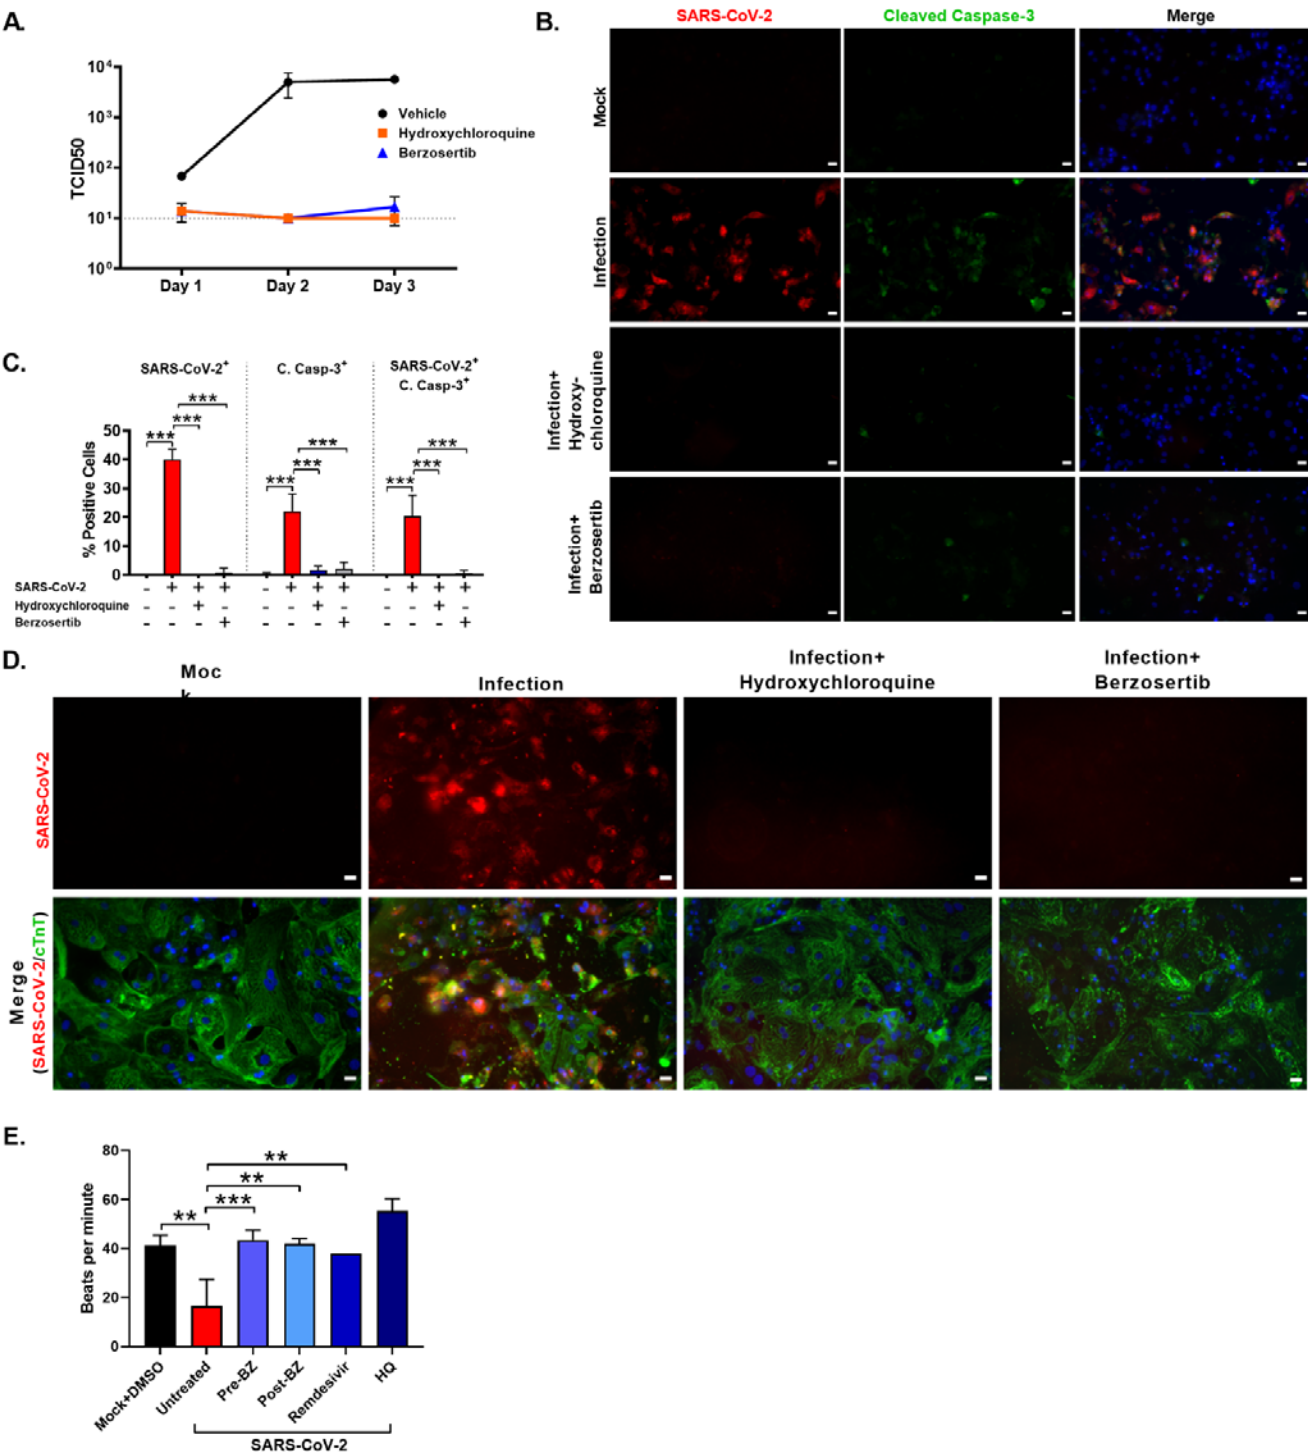 A.
10⁴
10³
10²
10¹
10⁰
TCID50
Vehicle
Hydroxychloroquine
Berzosertib
Day 1 Day 2 Day 3
B.
SARS-CoV-2 Cleaved Caspase-3 Merge
Mock
Infection
Infection+
Hydroxy-
chloroquine
Infection+
Berzosertib
C.
SARS-CoV-2⁺ C. Casp-3⁺ SARS-CoV-2⁺
C. Casp-3⁺
% Positive Cells
50
40
30
20
10
0
*** *** ***
*** *** ***
*** *** ***
SARS-CoV-2 - + + + - + + + - + + +
Hydroxychloroquine - - + - - - + - - - + -
Berzosertib - - - + - - - + - - - +
D.
Moc
k
Infection
Infection+
Hydroxychloroquine
Infection+
Berzosertib
SARS-CoV-2
Merge
(SARS-CoV-2/cTnT)
E.
Beats per minute
80
60
40
20
0
**
**
***
**
Mock+DMSO
Untreated
Pre-BZ
Post-BZ
Remdesivir
HQ
SARS-CoV-2